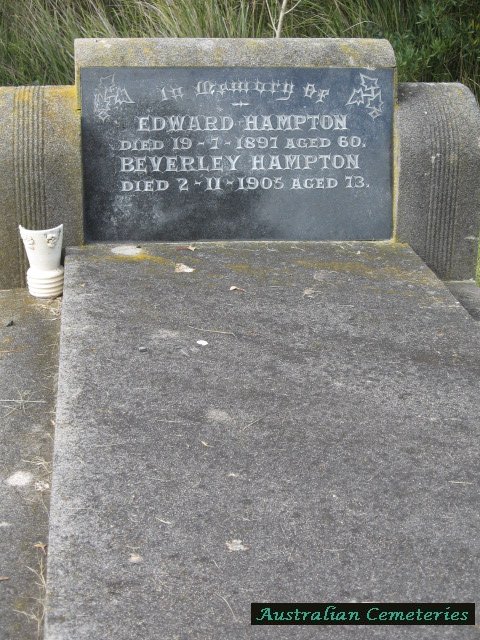 In Memory of
EDWARD HAMPTON
DIED 19-7-1897 AGED 60.
BEVERLEY HAMPTON
DIED 2-11-1905 AGED 73.
Australian Cemeteries